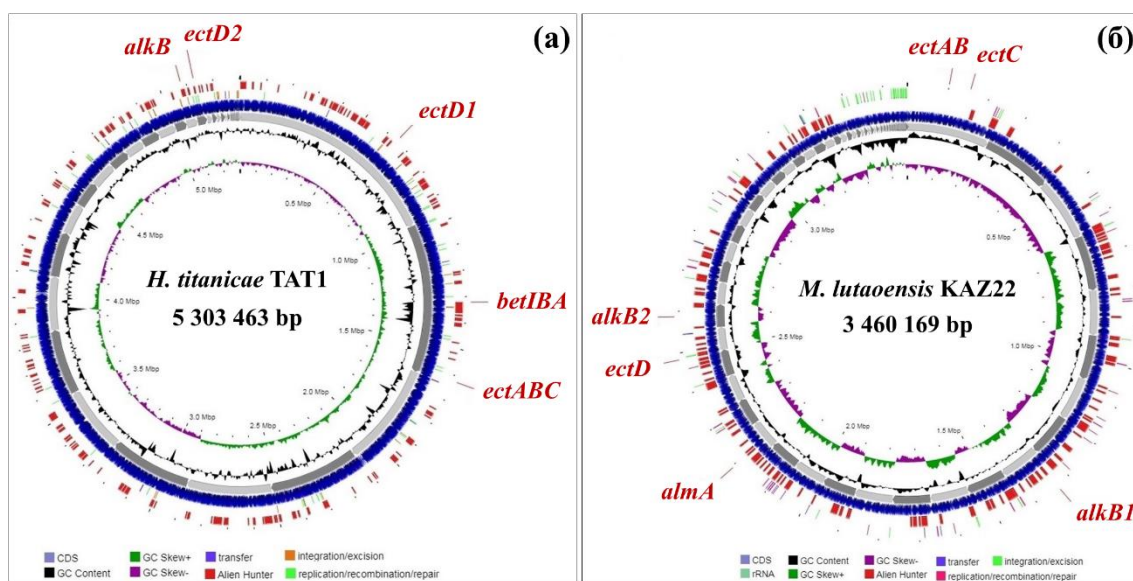 (а)
alkB
ectD2
ectD1
betIBA
ectABC
5.0 Mbp
0.5 Mbp
4.5 Mbp
1.0 Mbp
H. titanicae TAT1
5 303 463 bp
4.0 Mbp
1.5 Mbp
3.5 Mbp
2.0 Mbp
3.0 Mbp
2.5 Mbp
CDS
GC Skew+
transfer
integration/excision
GC Content
GC Skew-
Alien Hunter
replication/recombination/repair
(б)
ectAB
ectC
3.0 Mbp
0.5 Mbp
M. lutaoensis KAZ22
3 460 169 bp
alkB2
ectD
2.5 Mbp
1.0 Mbp
2.0 Mbp
1.5 Mbp
almA
alkB1
CDS
GC Content
GC Skew-
transfer
integration/excision
rRNA
GC Skew+
Alien Hunter
replication/recombination/repair